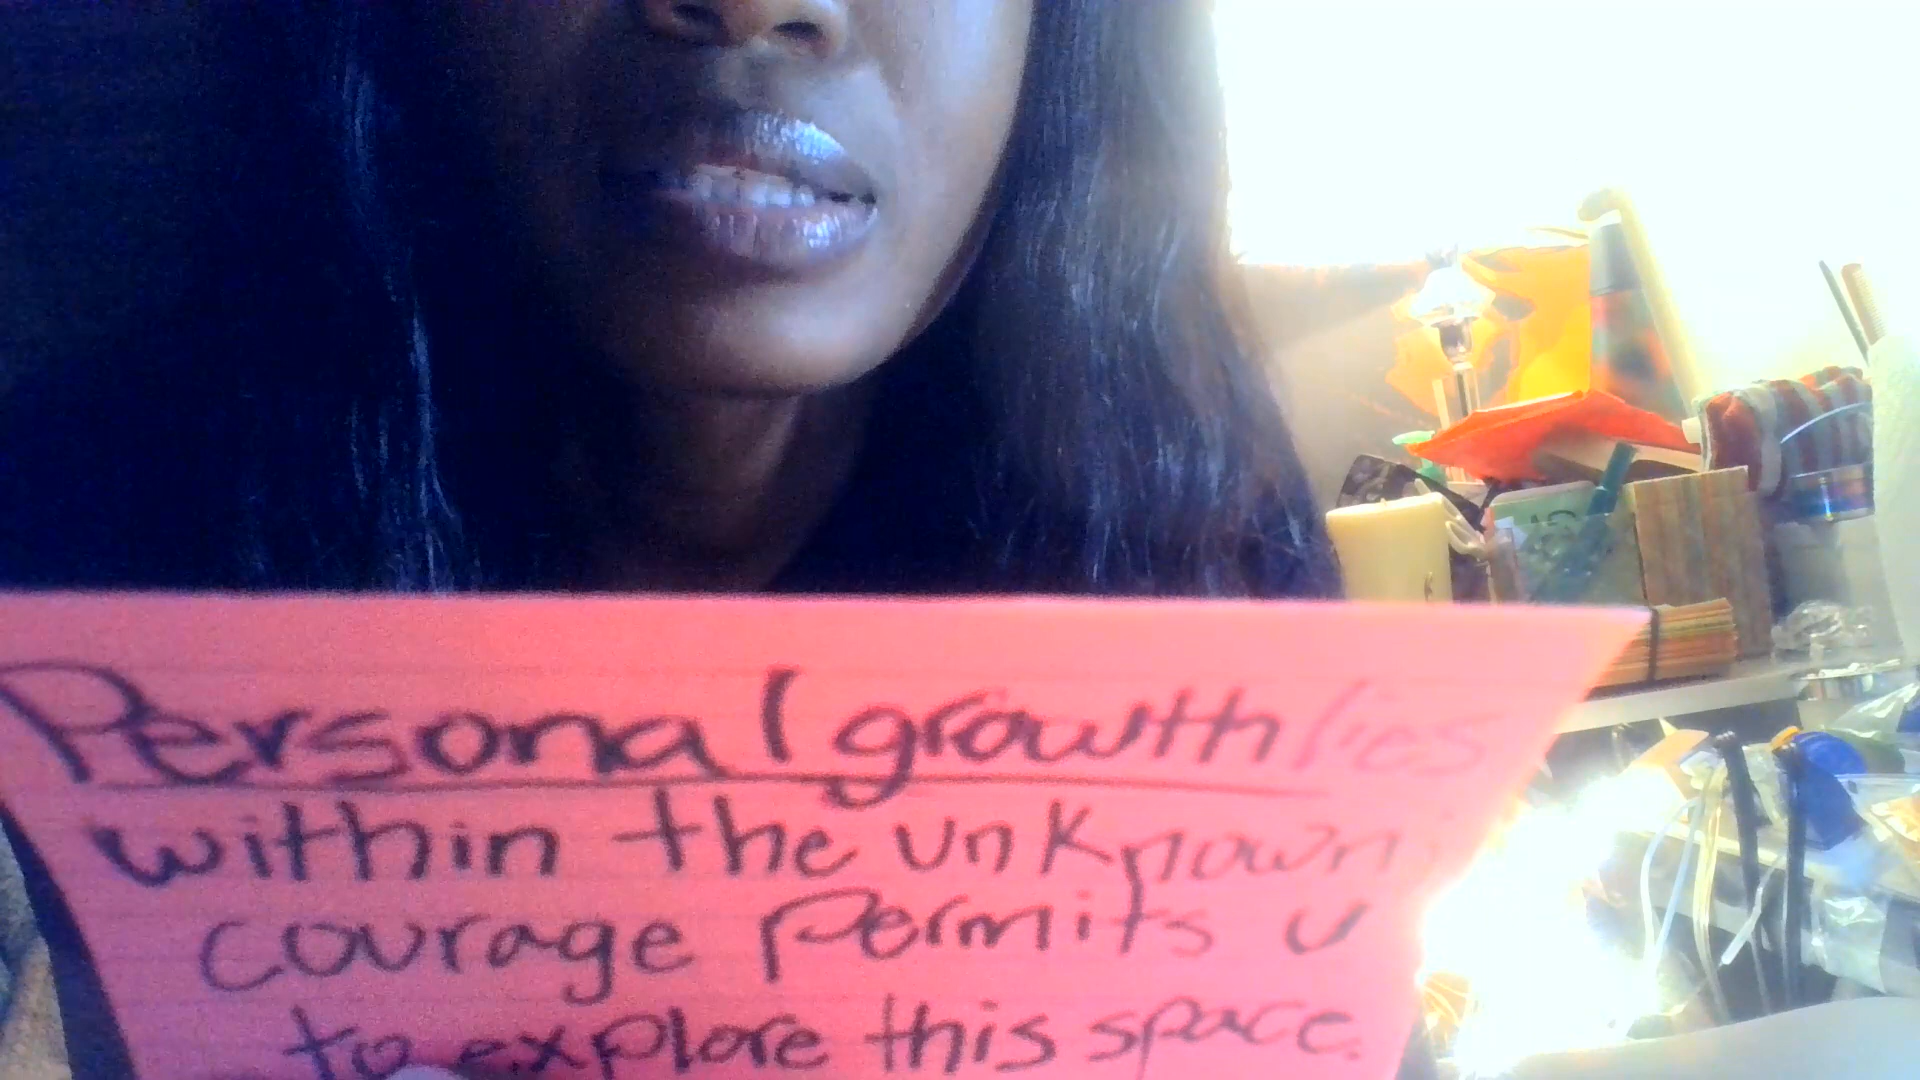 Personal growth lies
within the unknown;
courage permits u
to explore this space.